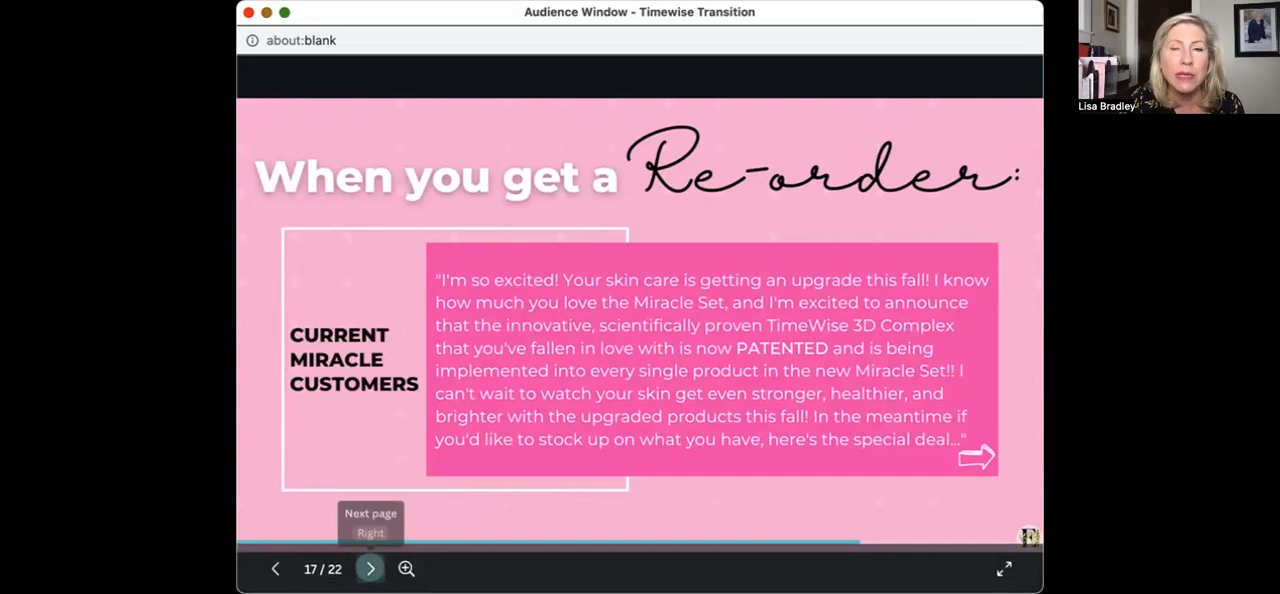 Audience Window - Timewise Transition
about:blank
Lisa Bradley
When you get a Re-order:
CURRENT
MIRACLE
CUSTOMERS
"I'm so excited! Your skin care is getting an upgrade this fall! I know
how much you love the Miracle Set, and I'm excited to announce
that the innovative, scientifically proven TimeWise 3D Complex
that you've fallen in love with is now PATENTED and is being
implemented into every single product in the new Miracle Set!! I
can't wait to watch your skin get even stronger, healthier, and
brighter with the upgraded products this fall! In the meantime if
you'd like to stock up on what you have, here's the special deal..."
Next page
Right
17 / 22